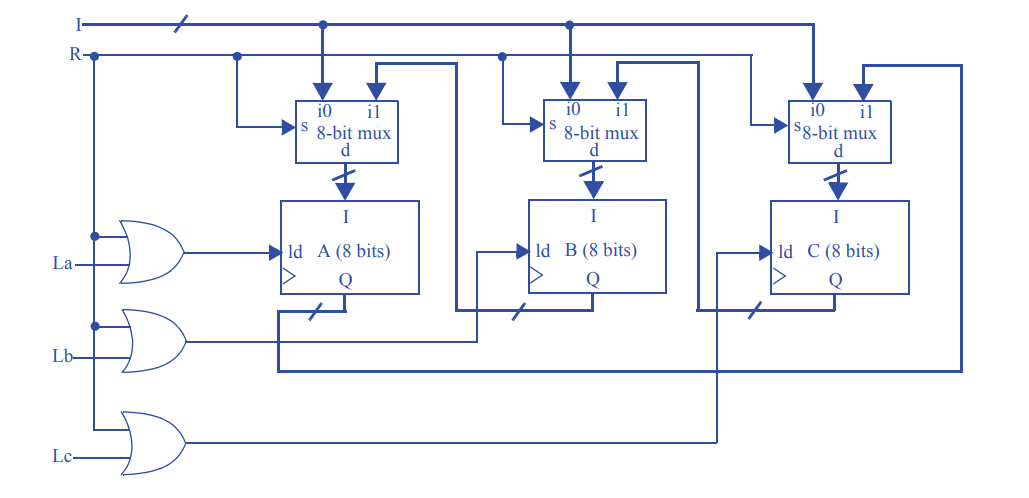 I
R
i0 i1
s 8-bit mux
d
i0 i1
s 8-bit mux
d
i0 i1
s 8-bit mux
d
I
ld A (8 bits)
Q
I
ld B (8 bits)
Q
I
ld C (8 bits)
Q
La
Lb
Lc